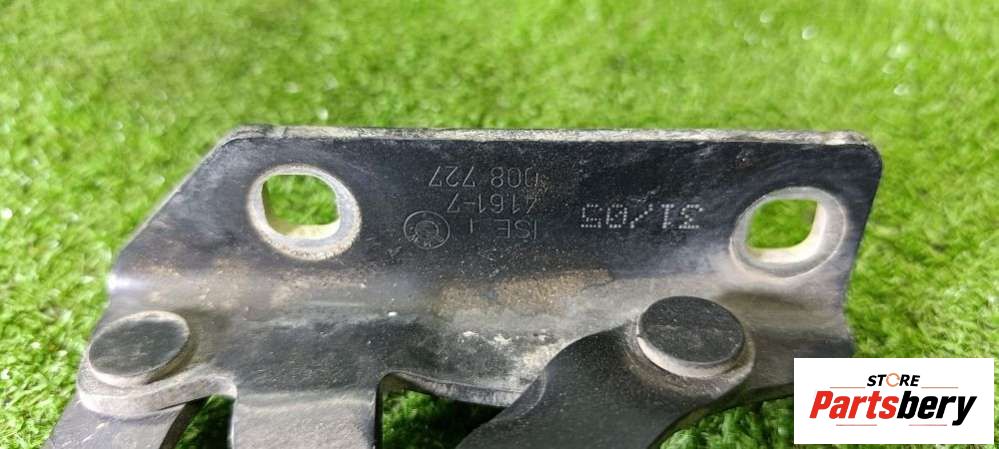 ISE 1
4161-7
008 727
31/05
STORE
Partsbery